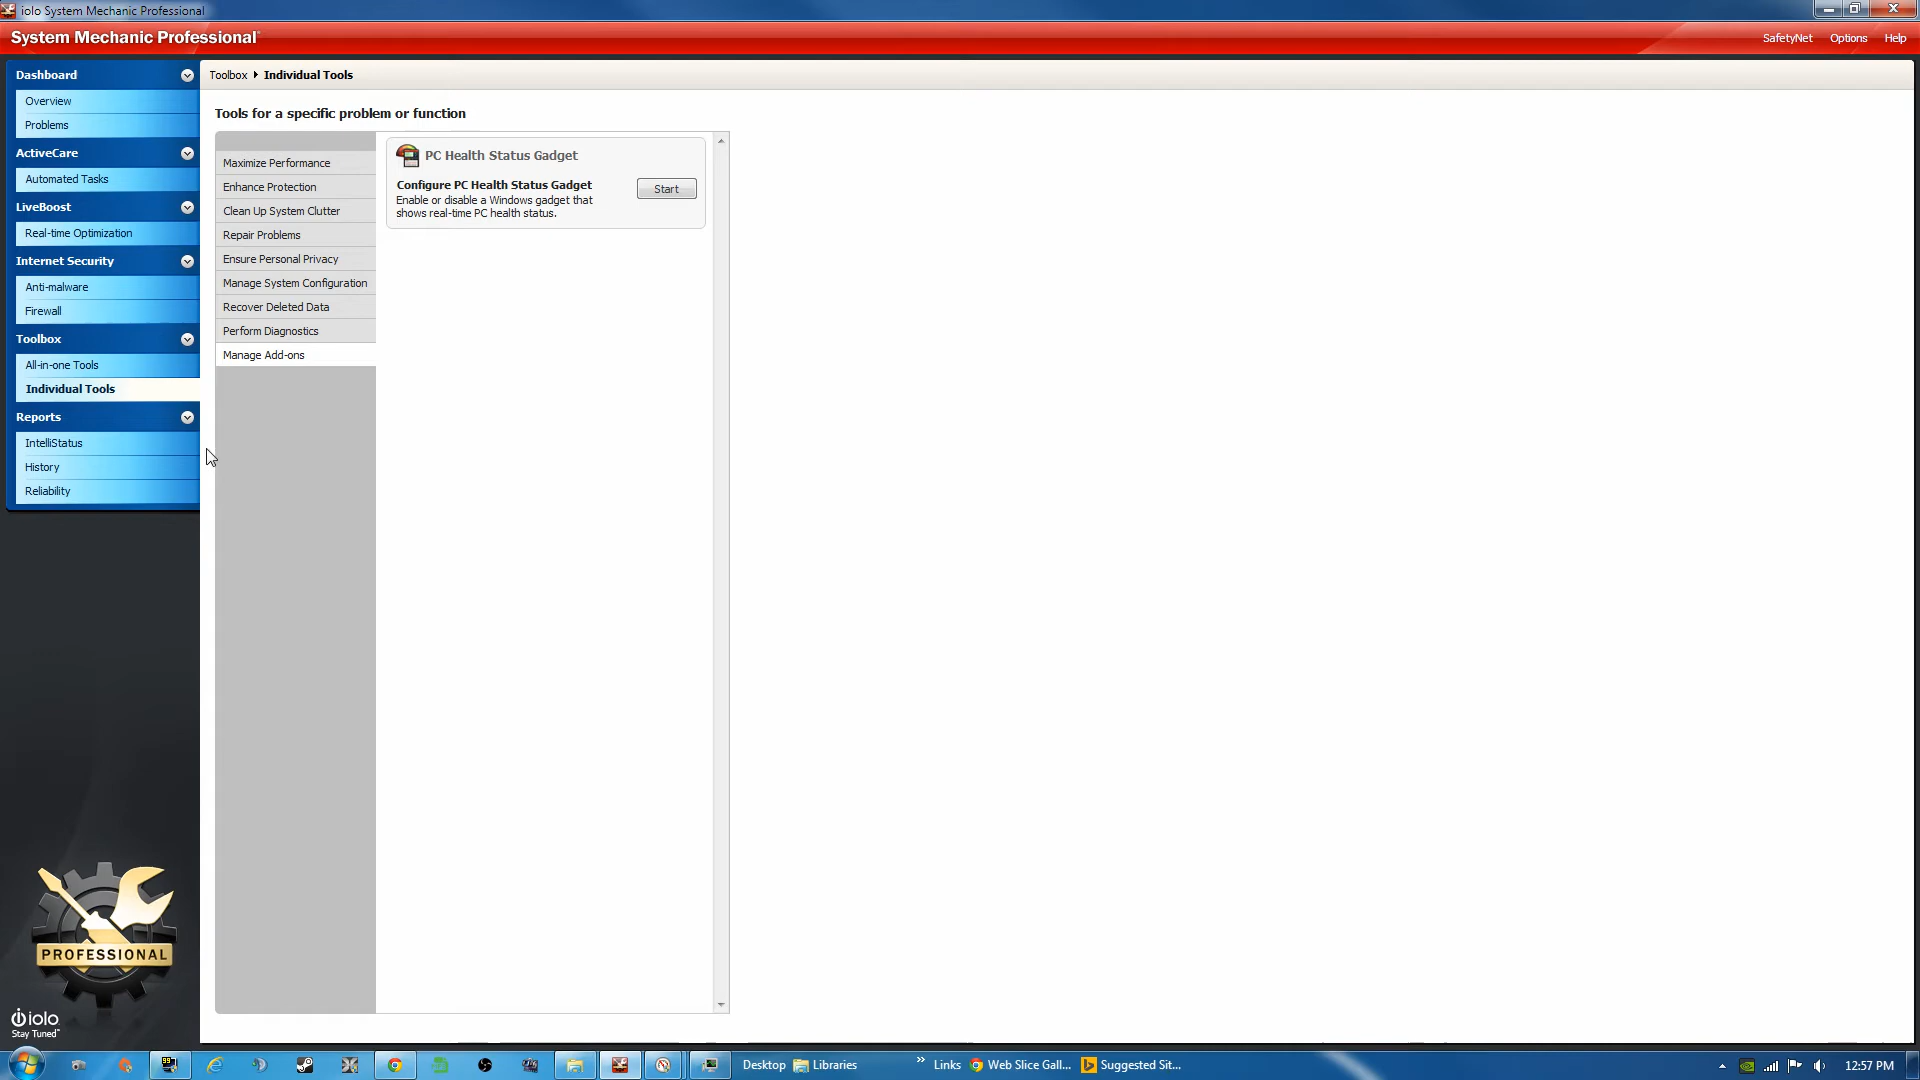 iolo System Mechanic Professional
System Mechanic Professional
SafetyNet Options Help
Dashboard
Overview
Problems
ActiveCare
Automated Tasks
LiveBoost
Real-time Optimization
Internet Security
Anti-malware
Firewall
Toolbox
All-in-one Tools
Individual Tools
Reports
IntelliStatus
History
Reliability
PROFESSIONAL
iolo
Stay Tuned™
Toolbox Individual Tools
Tools for a specific problem or function
Maximize Performance
Enhance Protection
Clean Up System Clutter
Repair Problems
Ensure Personal Privacy
Manage System Configuration
Recover Deleted Data
Perform Diagnostics
Manage Add-ons
PC Health Status Gadget
Configure PC Health Status Gadget
Enable or disable a Windows gadget that
shows real-time PC health status.
Start
Desktop Libraries » Links Web Slice Gall... Suggested Sit... 12:57 PM